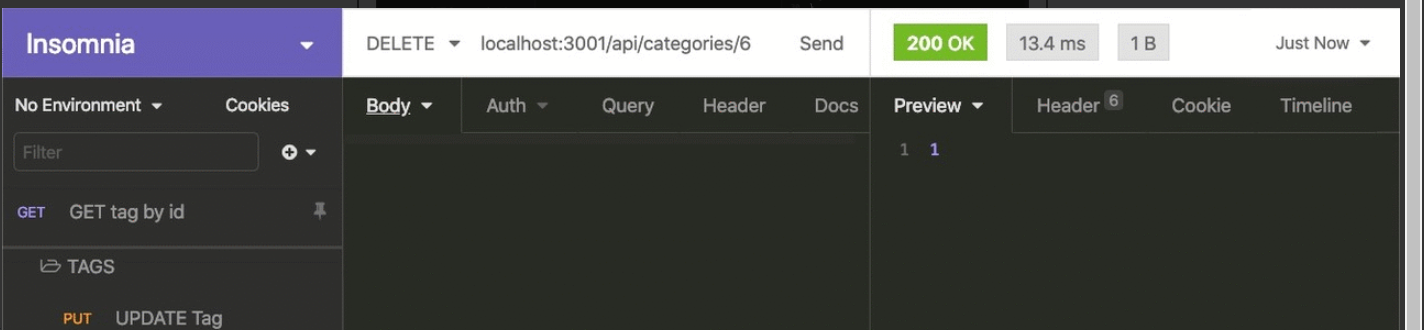 Insomnia
DELETE localhost:3001/api/categories/6 Send
200 OK 13.4 ms 1 B Just Now
No Environment Cookies
Body Auth Query Header Docs
Preview Header 6 Cookie Timeline
Filter
1 1
GET GET tag by id
TAGS
PUT UPDATE Tag